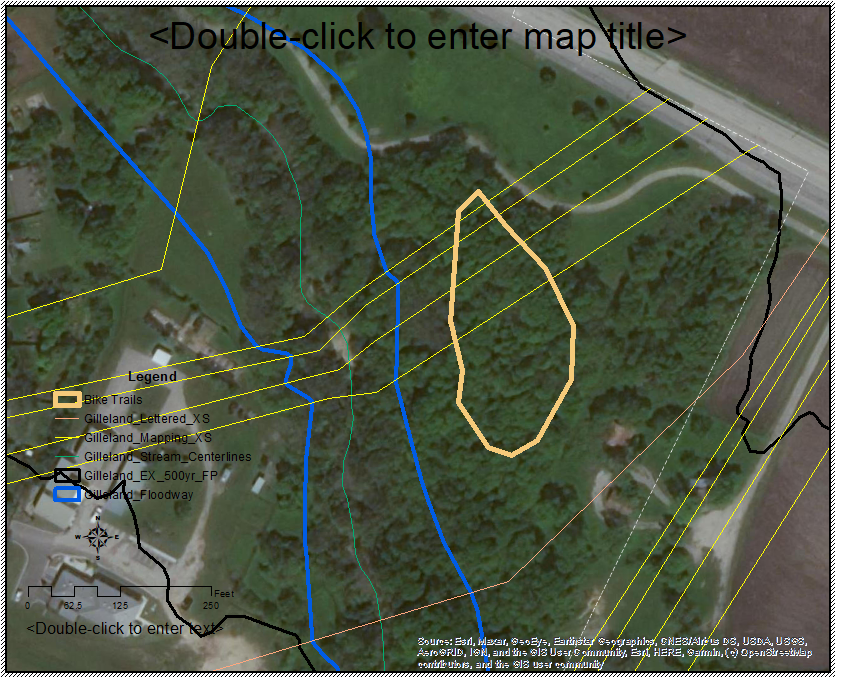 <Double-click to enter map title>
Legend
Bike Trails
Gilleland_Lettered_XS
Gilleland_Mapping_XS
Gilleland_Stream_Centerlines
Gilleland_EX_500yr_FP
Gilleland_Floodway
N
W E
S
Feet
0 62.5 125 250
<Double-click to enter text>
Source: Esri, Maxar, GeoEye, Earthstar Geographics, CNES/Airbus DS, USDA, USGS,
AeroGRID, IGN, and the GIS User Community, Esri, HERE, Garmin, (c) OpenStreetMap
contributors, and the GIS user community